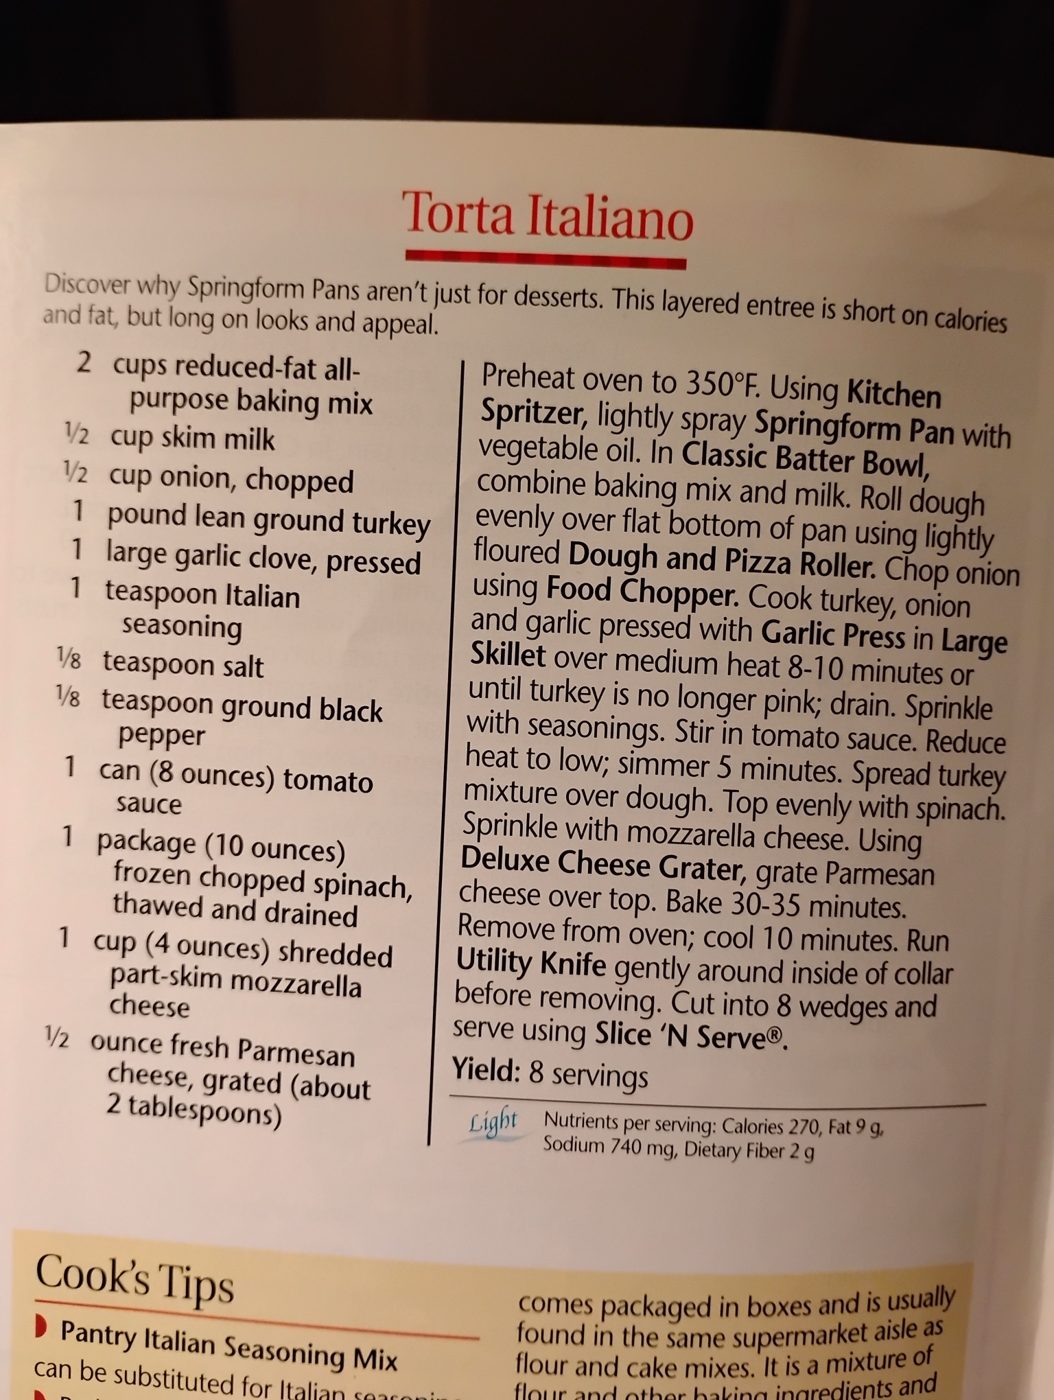 Torta Italiano
Discover why Springform Pans aren't just for desserts. This layered entree is short on calories
and fat, but long on looks and appeal.
2 cups reduced-fat all-
purpose baking mix
½ cup skim milk
½ cup onion, chopped
1 pound lean ground turkey
1 large garlic clove, pressed
1 teaspoon Italian
seasoning
⅛ teaspoon salt
⅛ teaspoon ground black
pepper
1 can (8 ounces) tomato
sauce
1 package (10 ounces)
frozen chopped spinach,
thawed and drained
1 cup (4 ounces) shredded
part-skim mozzarella
cheese
½ ounce fresh Parmesan
cheese, grated (about
2 tablespoons)
Preheat oven to 350°F. Using Kitchen
Spritzer, lightly spray Springform Pan with
vegetable oil. In Classic Batter Bowl,
combine baking mix and milk. Roll dough
evenly over flat bottom of pan using lightly
floured Dough and Pizza Roller. Chop onion
using Food Chopper. Cook turkey, onion
and garlic pressed with Garlic Press in Large
Skillet over medium heat 8-10 minutes or
until turkey is no longer pink; drain. Sprinkle
with seasonings. Stir in tomato sauce. Reduce
heat to low; simmer 5 minutes. Spread turkey
mixture over dough. Top evenly with spinach.
Sprinkle with mozzarella cheese. Using
Deluxe Cheese Grater, grate Parmesan
cheese over top. Bake 30-35 minutes.
Remove from oven; cool 10 minutes. Run
Utility Knife gently around inside of collar
before removing. Cut into 8 wedges and
serve using Slice 'N Serve®.
Yield: 8 servings
Light
Nutrients per serving: Calories 270, Fat 9 g,
Sodium 740 mg, Dietary Fiber 2 g
Cook's Tips
Pantry Italian Seasoning Mix
can be substituted for Italian seasoning
comes packaged in boxes and is usually
found in the same supermarket aisle as
flour and cake mixes. It is a mixture of
flour and other baking ingredients and